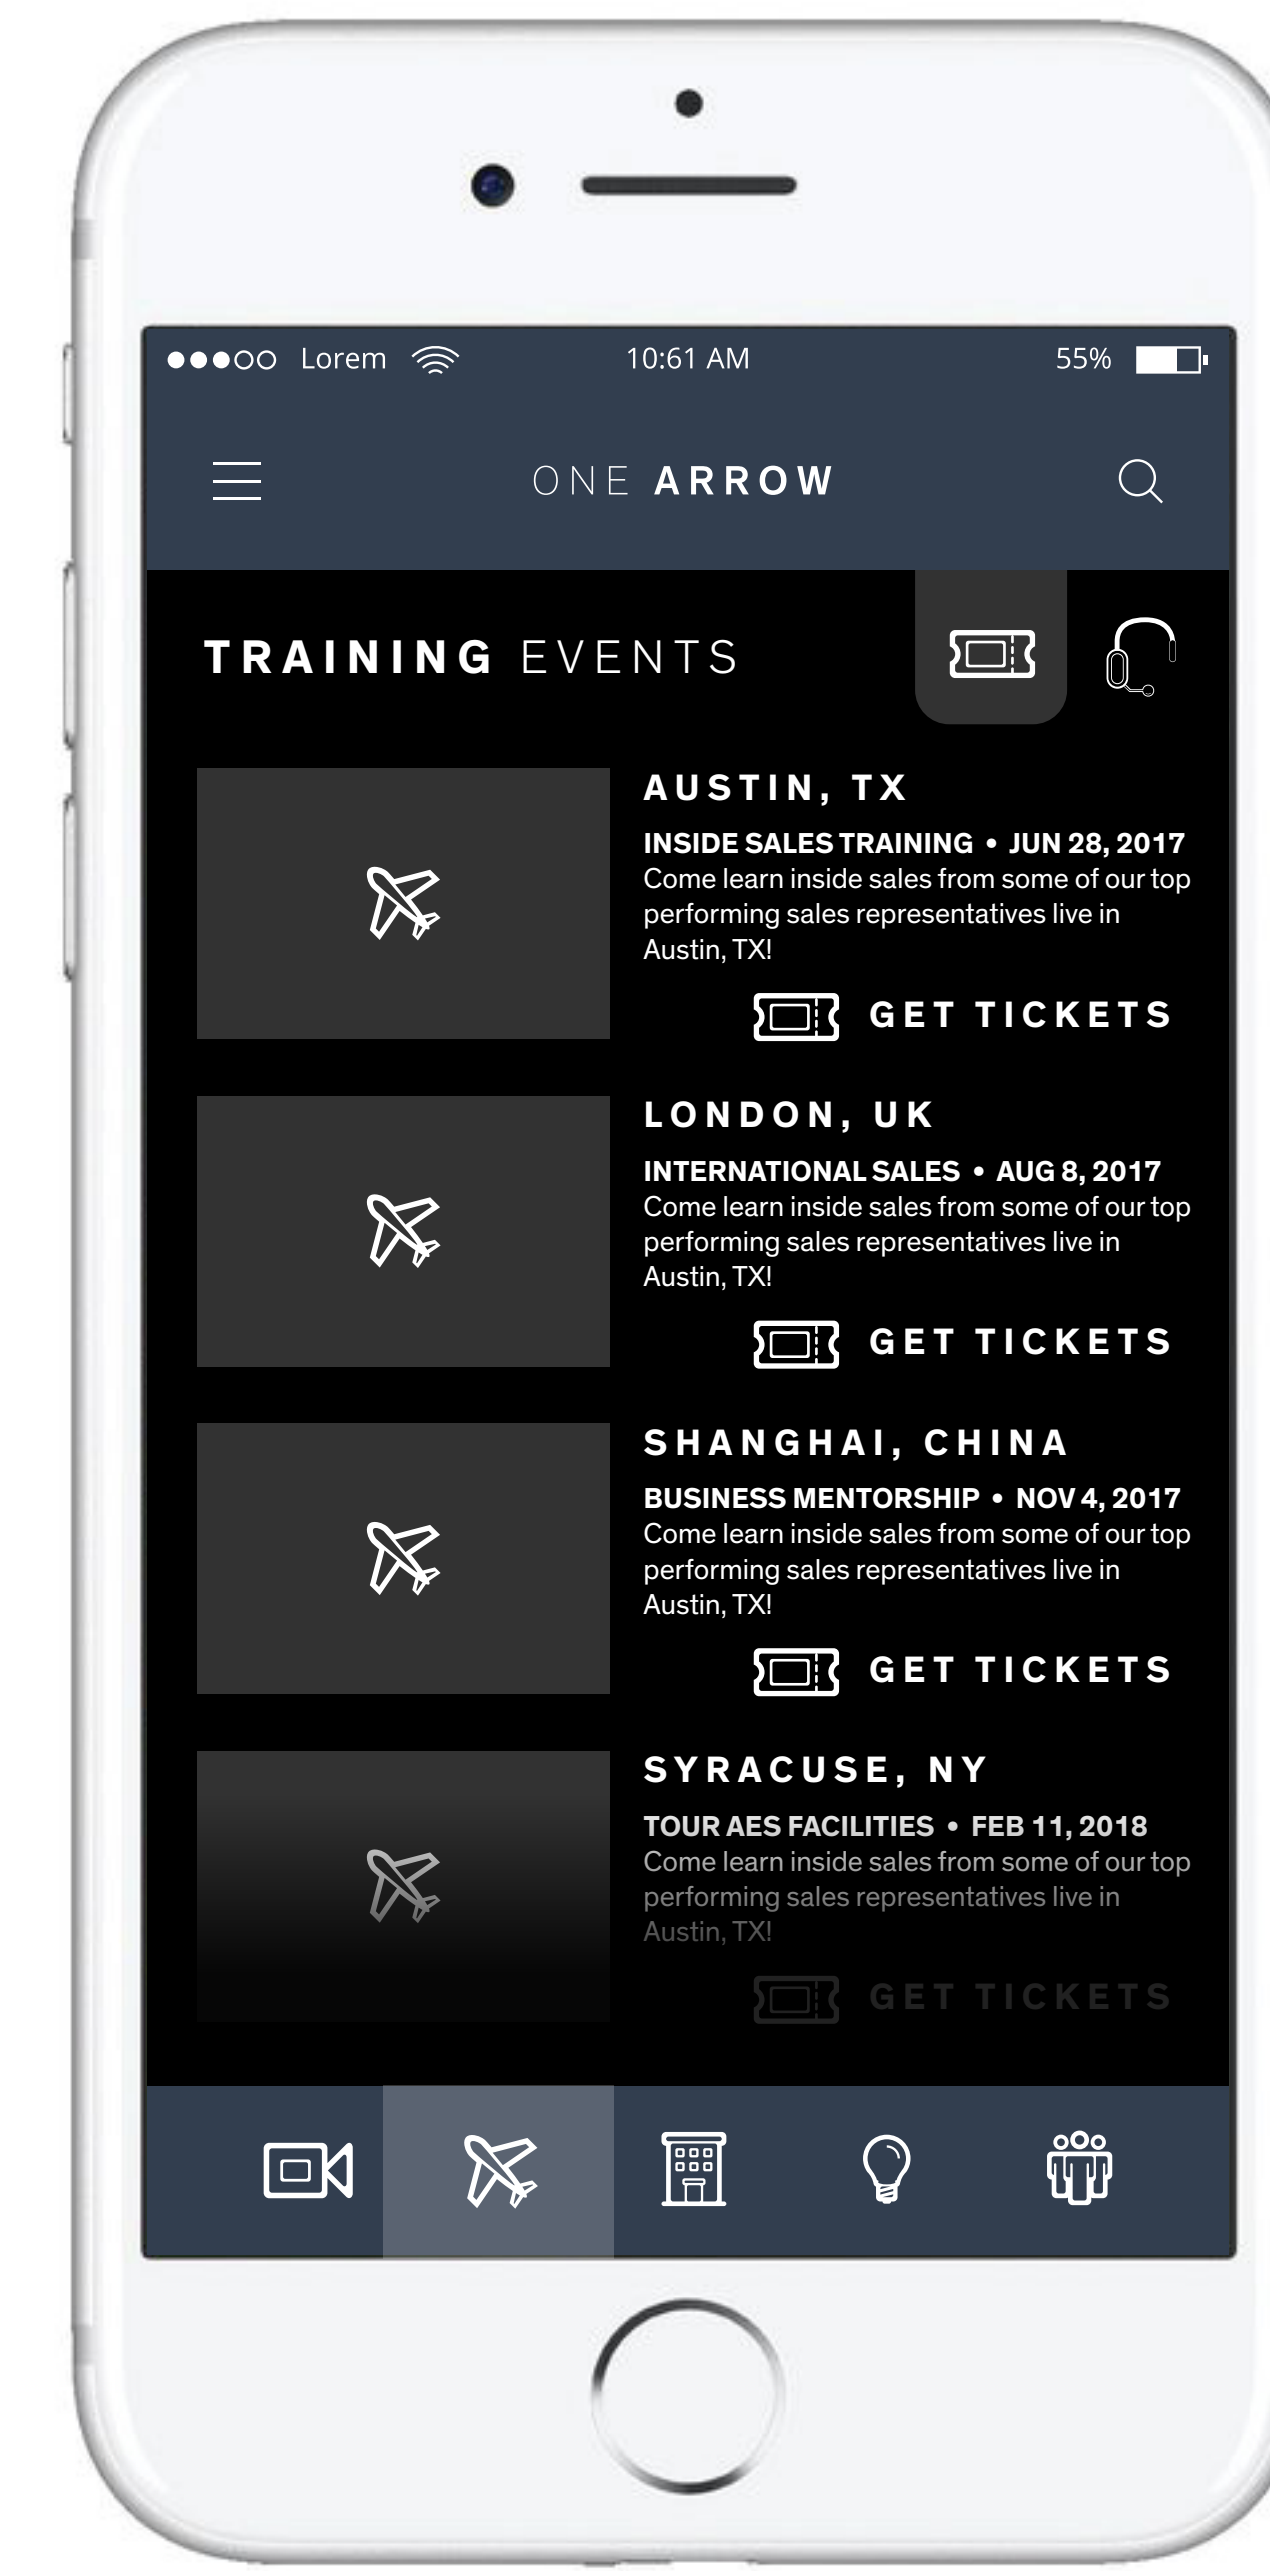 Lorem 10:61 AM 55%
ONE ARROW
TRAINING EVENTS
AUSTIN, TX
INSIDE SALES TRAINING • JUN 28, 2017
Come learn inside sales from some of our top
performing sales representatives live in
Austin, TX!
GET TICKETS
LONDON, UK
INTERNATIONAL SALES • AUG 8, 2017
Come learn inside sales from some of our top
performing sales representatives live in
Austin, TX!
GET TICKETS
SHANGHAI, CHINA
BUSINESS MENTORSHIP • NOV 4, 2017
Come learn inside sales from some of our top
performing sales representatives live in
Austin, TX!
GET TICKETS
SYRACUSE, NY
TOUR AES FACILITIES • FEB 11, 2018
Come learn inside sales from some of our top
performing sales representatives live in
Austin, TX!
GET TICKETS